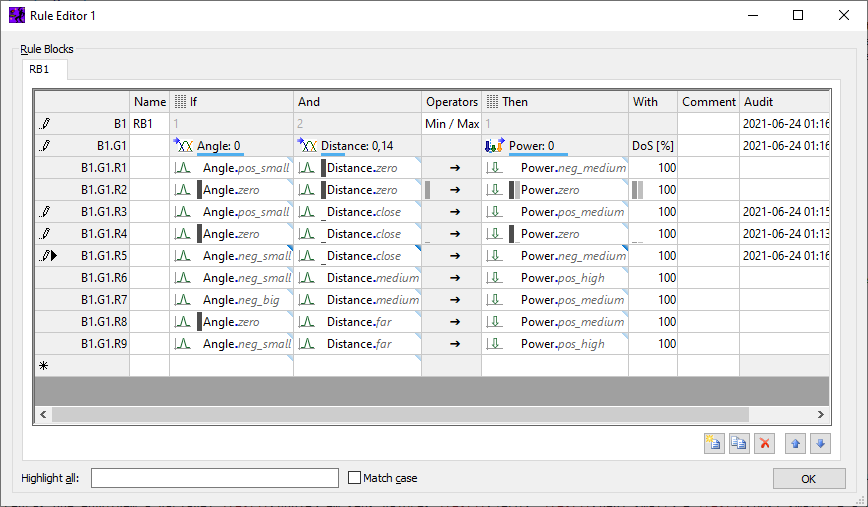 Rule Editor 1
Rule Blocks
RB1
Name If And Operators Then With Comment Audit
B1 RB1 1 2 Min / Max 1 2021-06-24 01:16
B1.G1 Angle: 0 Distance: 0,14 Power: 0 DoS [%] 2021-06-24 01:16
B1.G1.R1 Angle.pos_small Distance.zero ➔ Power.neg_medium 100
B1.G1.R2 Angle.zero Distance.zero ➔ Power.zero 100
B1.G1.R3 Angle.pos_small Distance.close ➔ Power.pos_medium 100 2021-06-24 01:15
B1.G1.R4 Angle.zero Distance.close ➔ Power.zero 100 2021-06-24 01:13
B1.G1.R5 Angle.neg_small Distance.close ➔ Power.neg_medium 100 2021-06-24 01:16
B1.G1.R6 Angle.neg_small Distance.medium ➔ Power.pos_high 100
B1.G1.R7 Angle.neg_big Distance.medium ➔ Power.pos_medium 100
B1.G1.R8 Angle.zero Distance.far ➔ Power.pos_medium 100
B1.G1.R9 Angle.neg_small Distance.far ➔ Power.pos_high 100
Highlight all: Match case OK